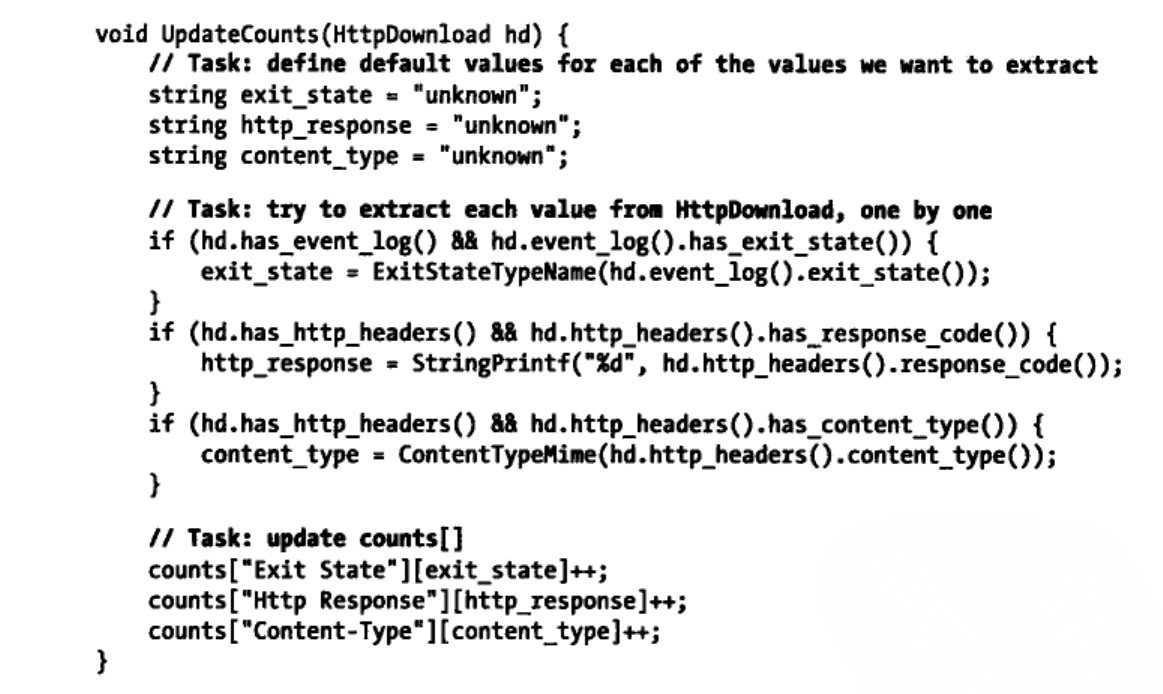 void UpdateCounts(HttpDownload hd) {
    // Task: define default values for each of the values we want to extract
    string exit_state = "unknown";
    string http_response = "unknown";
    string content_type = "unknown";

    // Task: try to extract each value from HttpDownload, one by one
    if (hd.has_event_log() && hd.event_log().has_exit_state()) {
        exit_state = ExitStateTypeName(hd.event_log().exit_state());
    }
    if (hd.has_http_headers() && hd.http_headers().has_response_code()) {
        http_response = StringPrintf("%d", hd.http_headers().response_code());
    }
    if (hd.has_http_headers() && hd.http_headers().has_content_type()) {
        content_type = ContentTypeMime(hd.http_headers().content_type());
    }

    // Task: update counts[]
    counts["Exit State"][exit_state]++;
    counts["Http Response"][http_response]++;
    counts["Content-Type"][content_type]++;
}